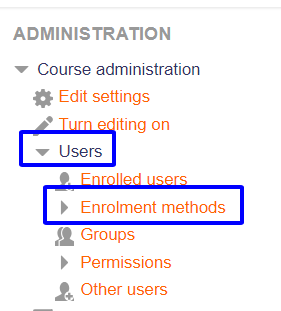 ADMINISTRATION
Course administration
Edit settings
Turn editing on
Users
Enrolled users
Enrolment methods
Groups
Permissions
Other users